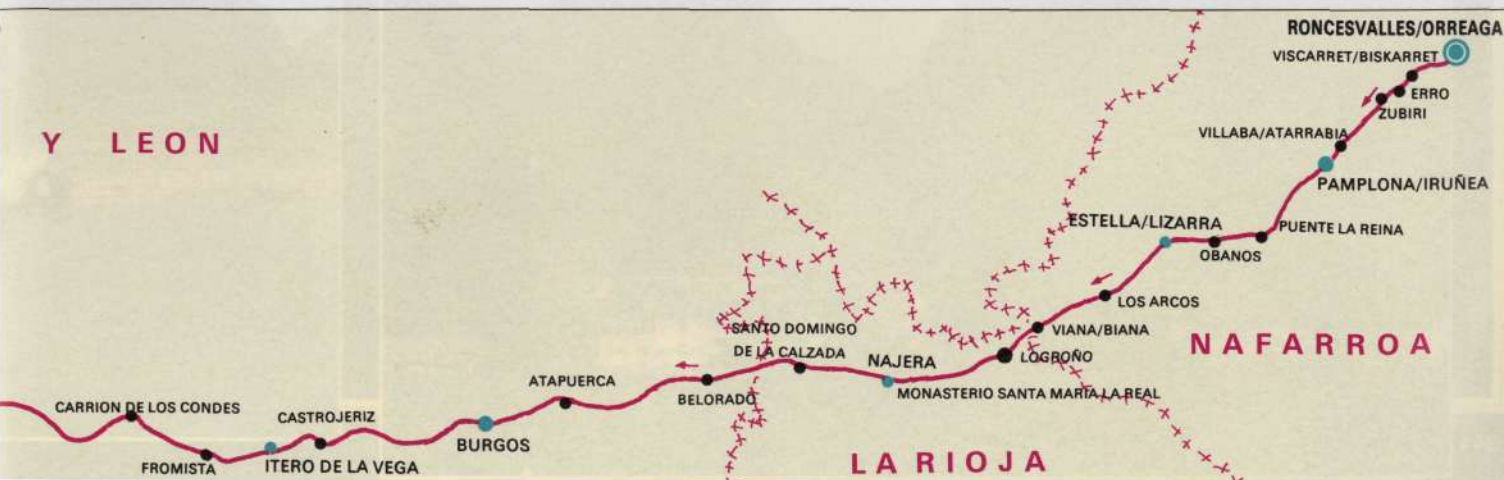 RONCESVALLES/ORREAGA
VISCARRET/BISKARRET
ERRO
ZUBIRI
VILLABA/ATARRABIA
PAMPLONA/IRUÑEA
PUENTE LA REINA
OBANOS
ESTELLA/LIZARRA
LOS ARCOS
VIANA/BIANA
NAFARROA
LOGROÑO
NAJERA
MONASTERIO SANTA MARIA LA REAL
SANTO DOMINGO
DE LA CALZADA
LA RIOJA
BELORADO
ATAPUERCA
BURGOS
CASTROJERIZ
ITERO DE LA VEGA
FROMISTA
CARRION DE LOS CONDES
Y LEON